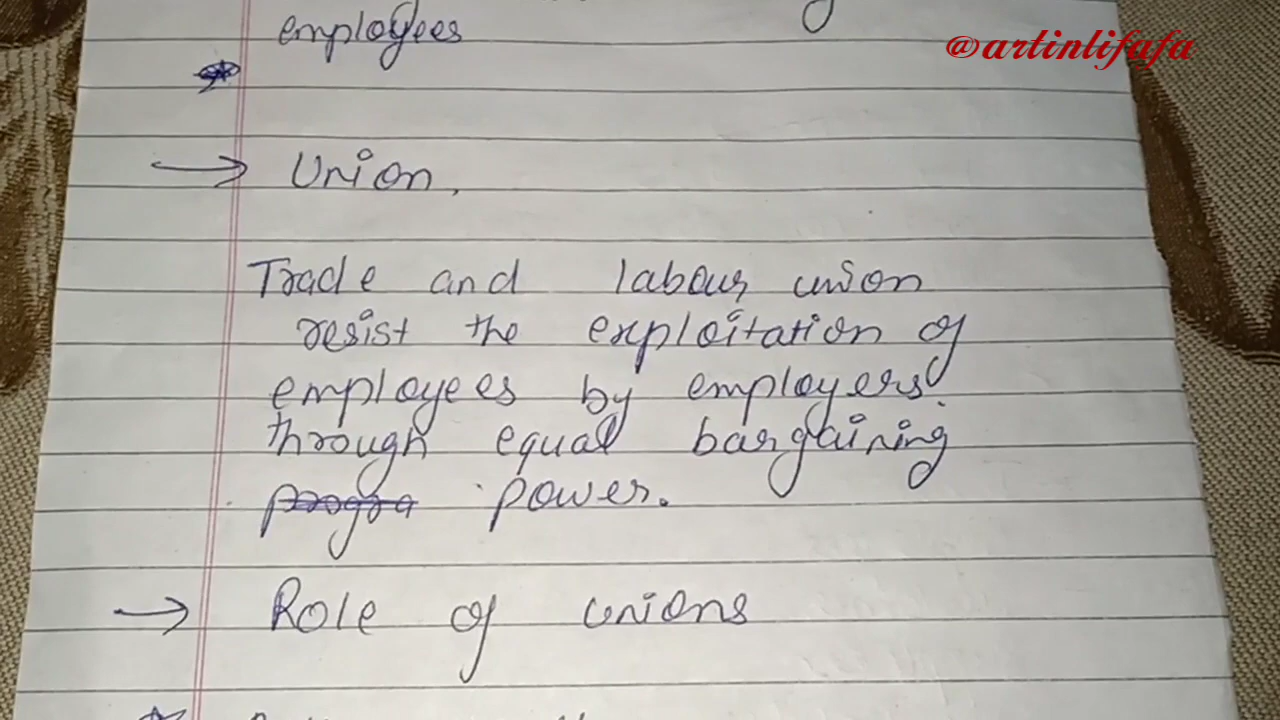 employees
@artinlifafa
→ Union,
Trade and labour union
resist the exploitation of
employees by employers.
through equal bargaining
power.
→ Role of unions